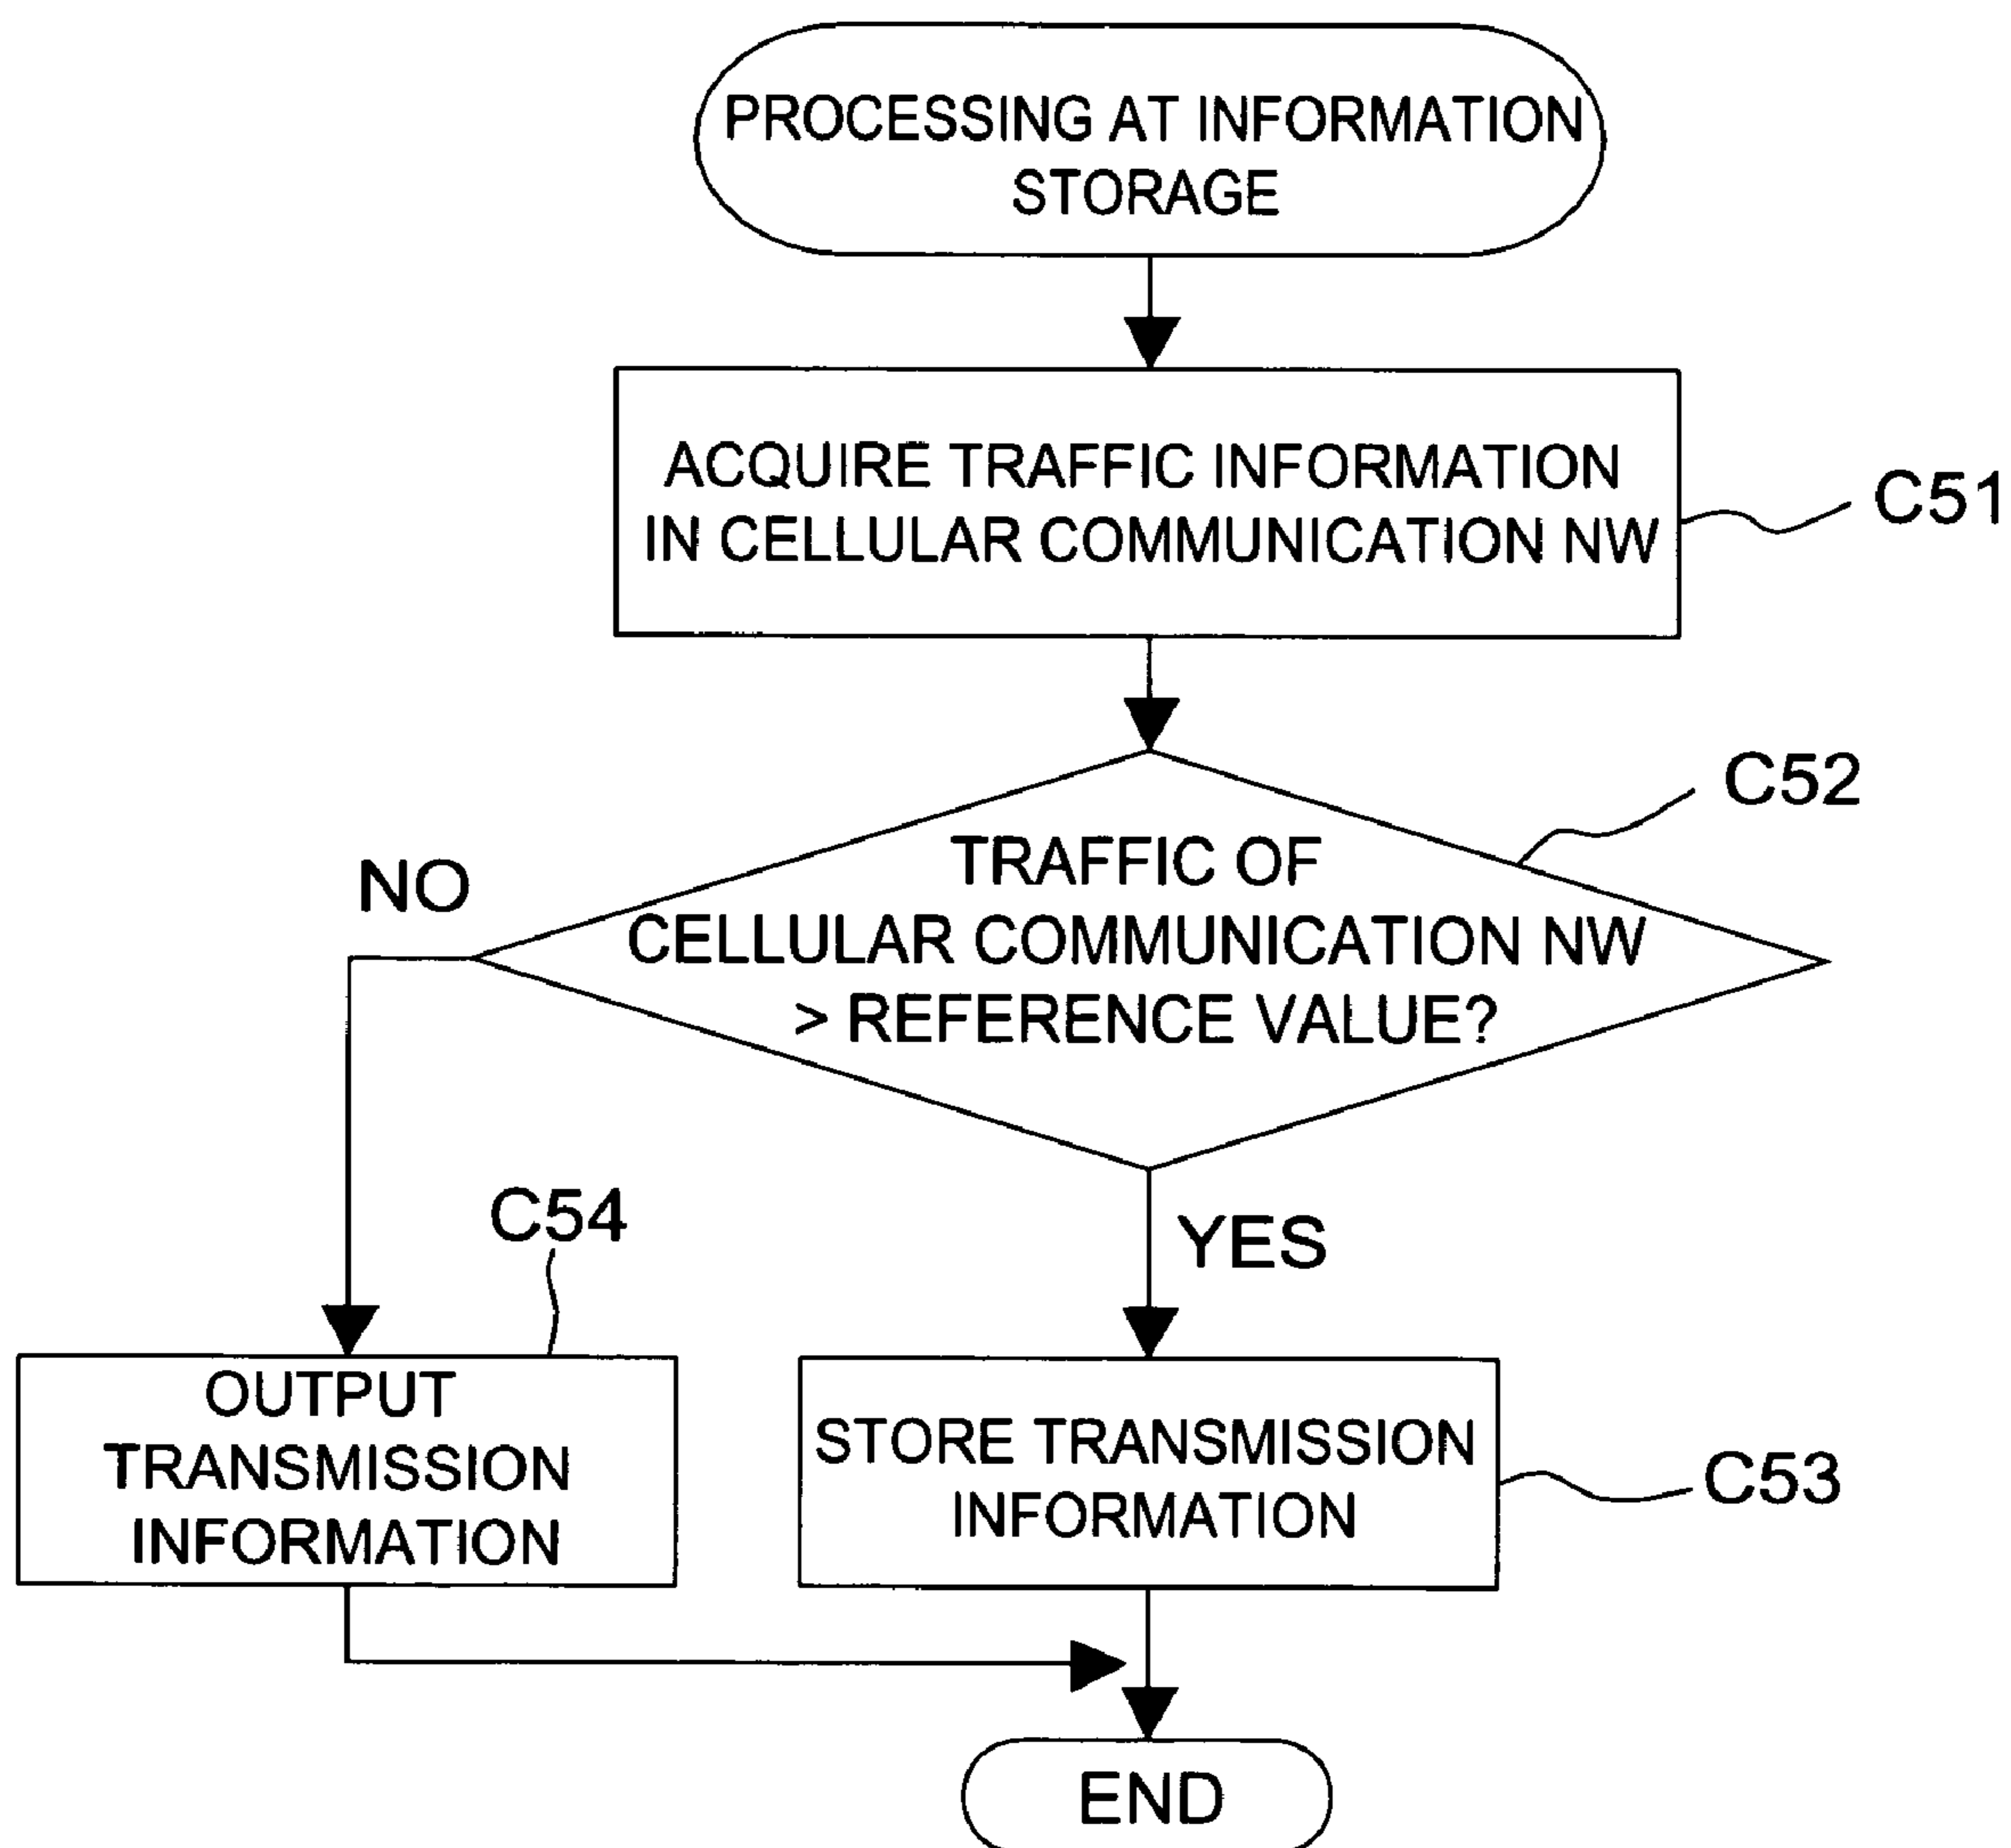 PROCESSING AT INFORMATION
STORAGE
ACQUIRE TRAFFIC INFORMATION
IN CELLULAR COMMUNICATION NW
C51
C52
TRAFFIC OF
CELLULAR COMMUNICATION NW
> REFERENCE VALUE?
NO
YES
C54
OUTPUT
TRANSMISSION
INFORMATION
STORE TRANSMISSION
INFORMATION
C53
END